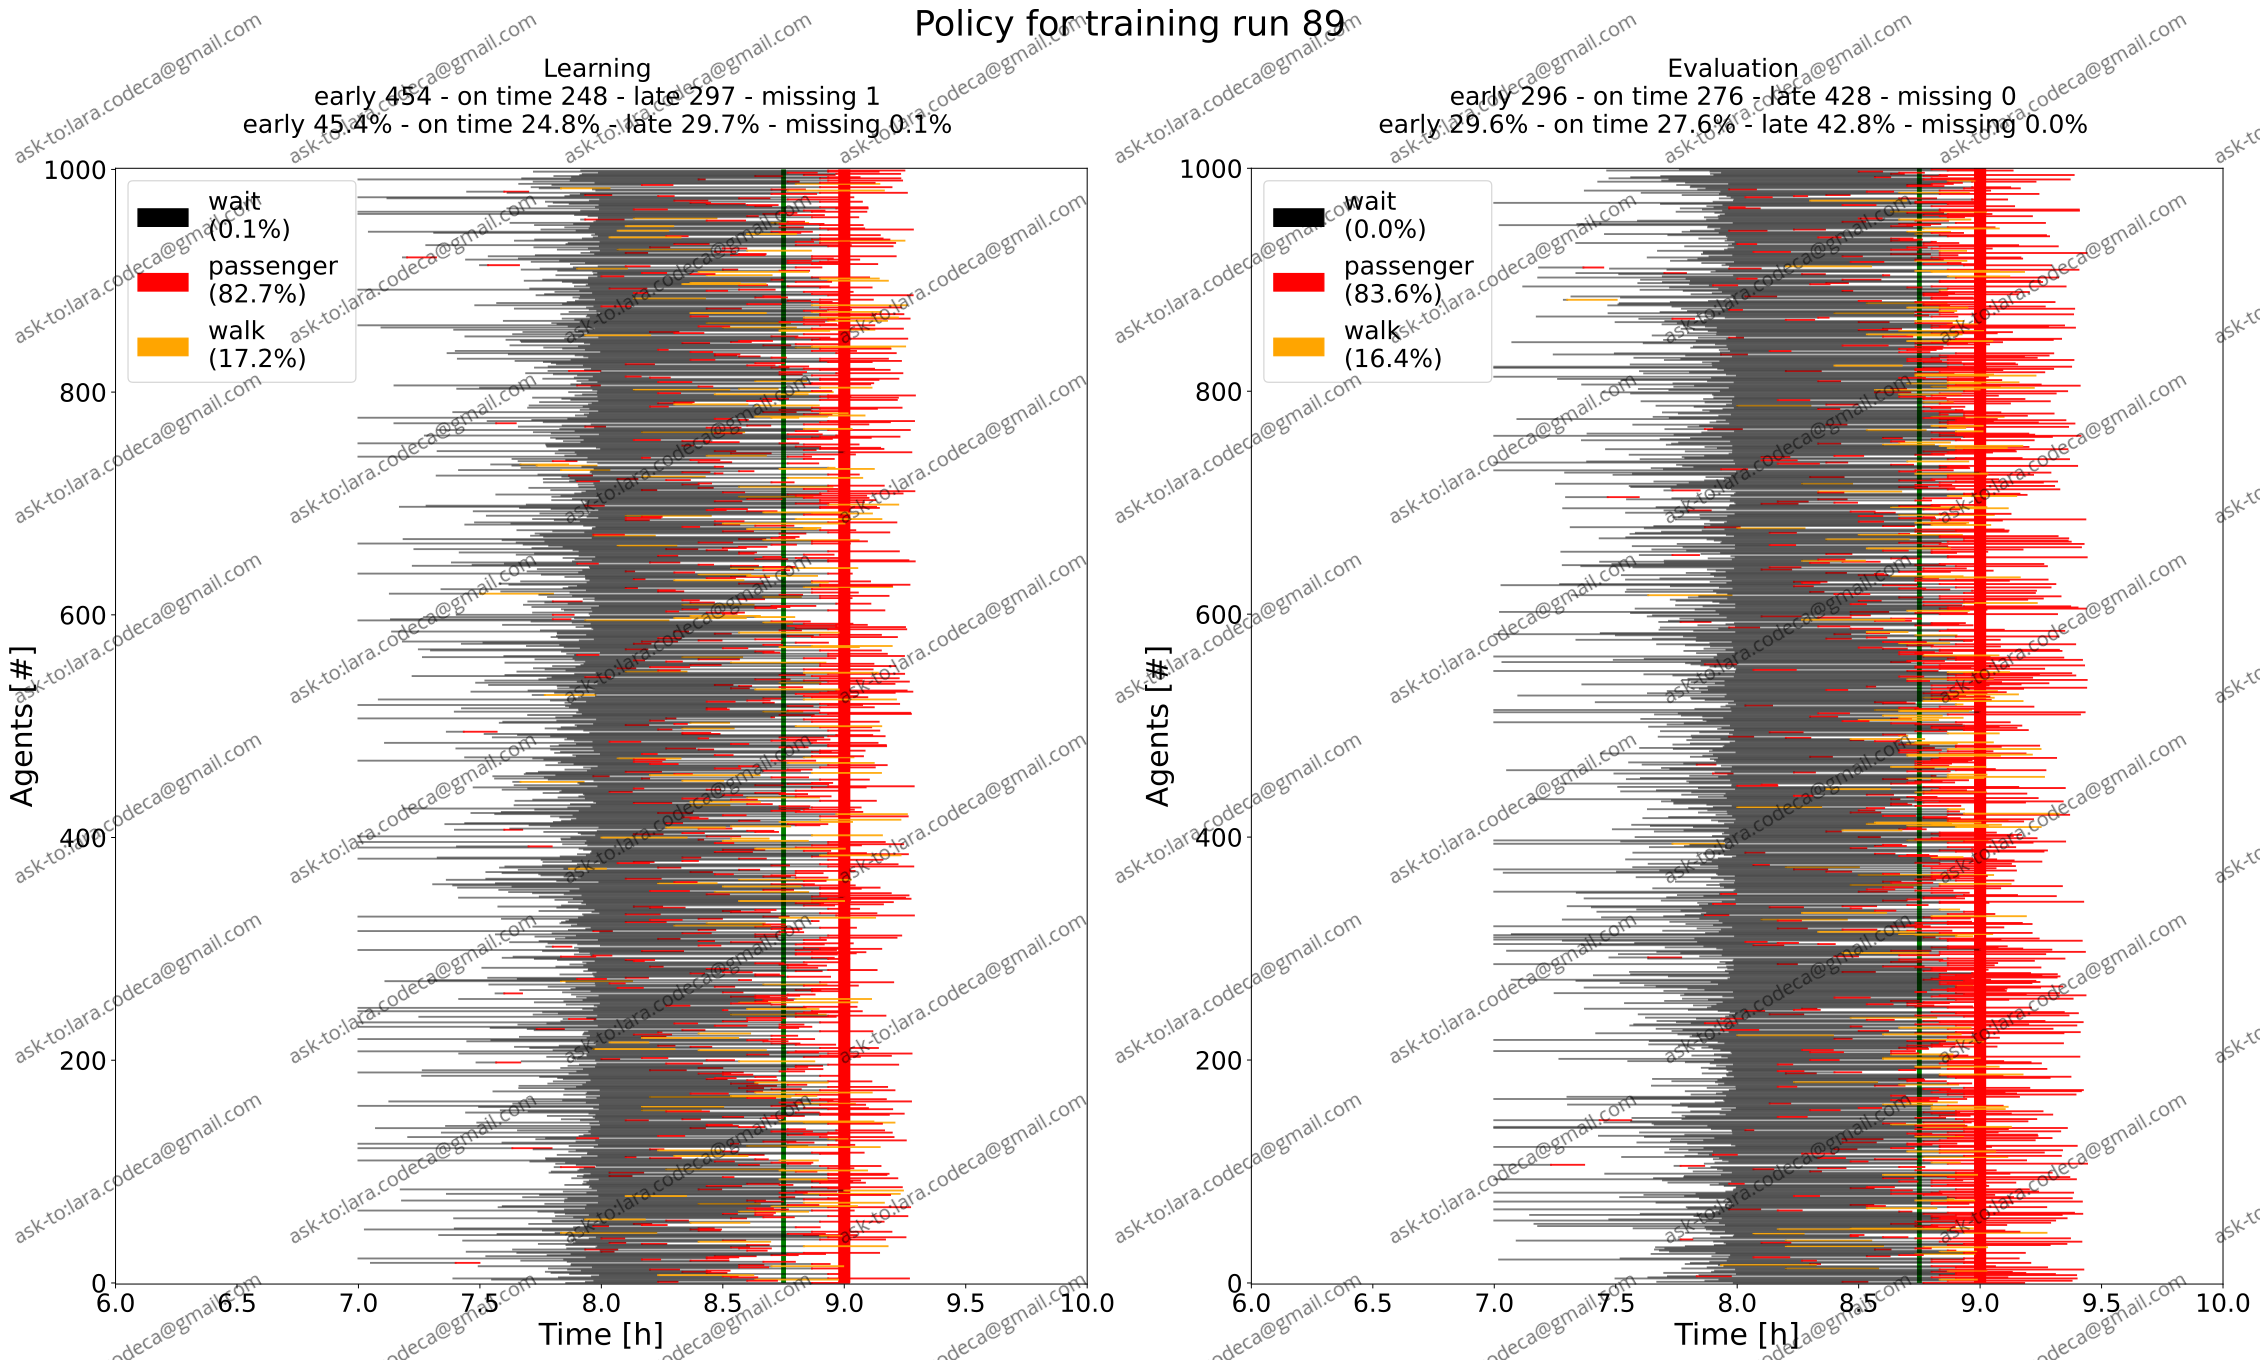 Policy for training run 89
Learning
early 454 - on time 248 - late 297 - missing 1
early 45.4% - on time 24.8% - late 29.7% - missing 0.1%
1000
800
600
400
200
0
Agents [#]
wait
(0.1%)
passenger
(82.7%)
walk
(17.2%)
6.0 6.5 7.0 7.5 8.0 8.5 9.0 9.5 10.0
Time [h]
Evaluation
early 296 - on time 276 - late 428 - missing 0
early 29.6% - on time 27.6% - late 42.8% - missing 0.0%
1000
800
600
400
200
0
Agents [#]
wait
(0.0%)
passenger
(83.6%)
walk
(16.4%)
6.0 6.5 7.0 7.5 8.0 8.5 9.0 9.5 10.0
Time [h]
ask-to:lara.codeca@gmail.com